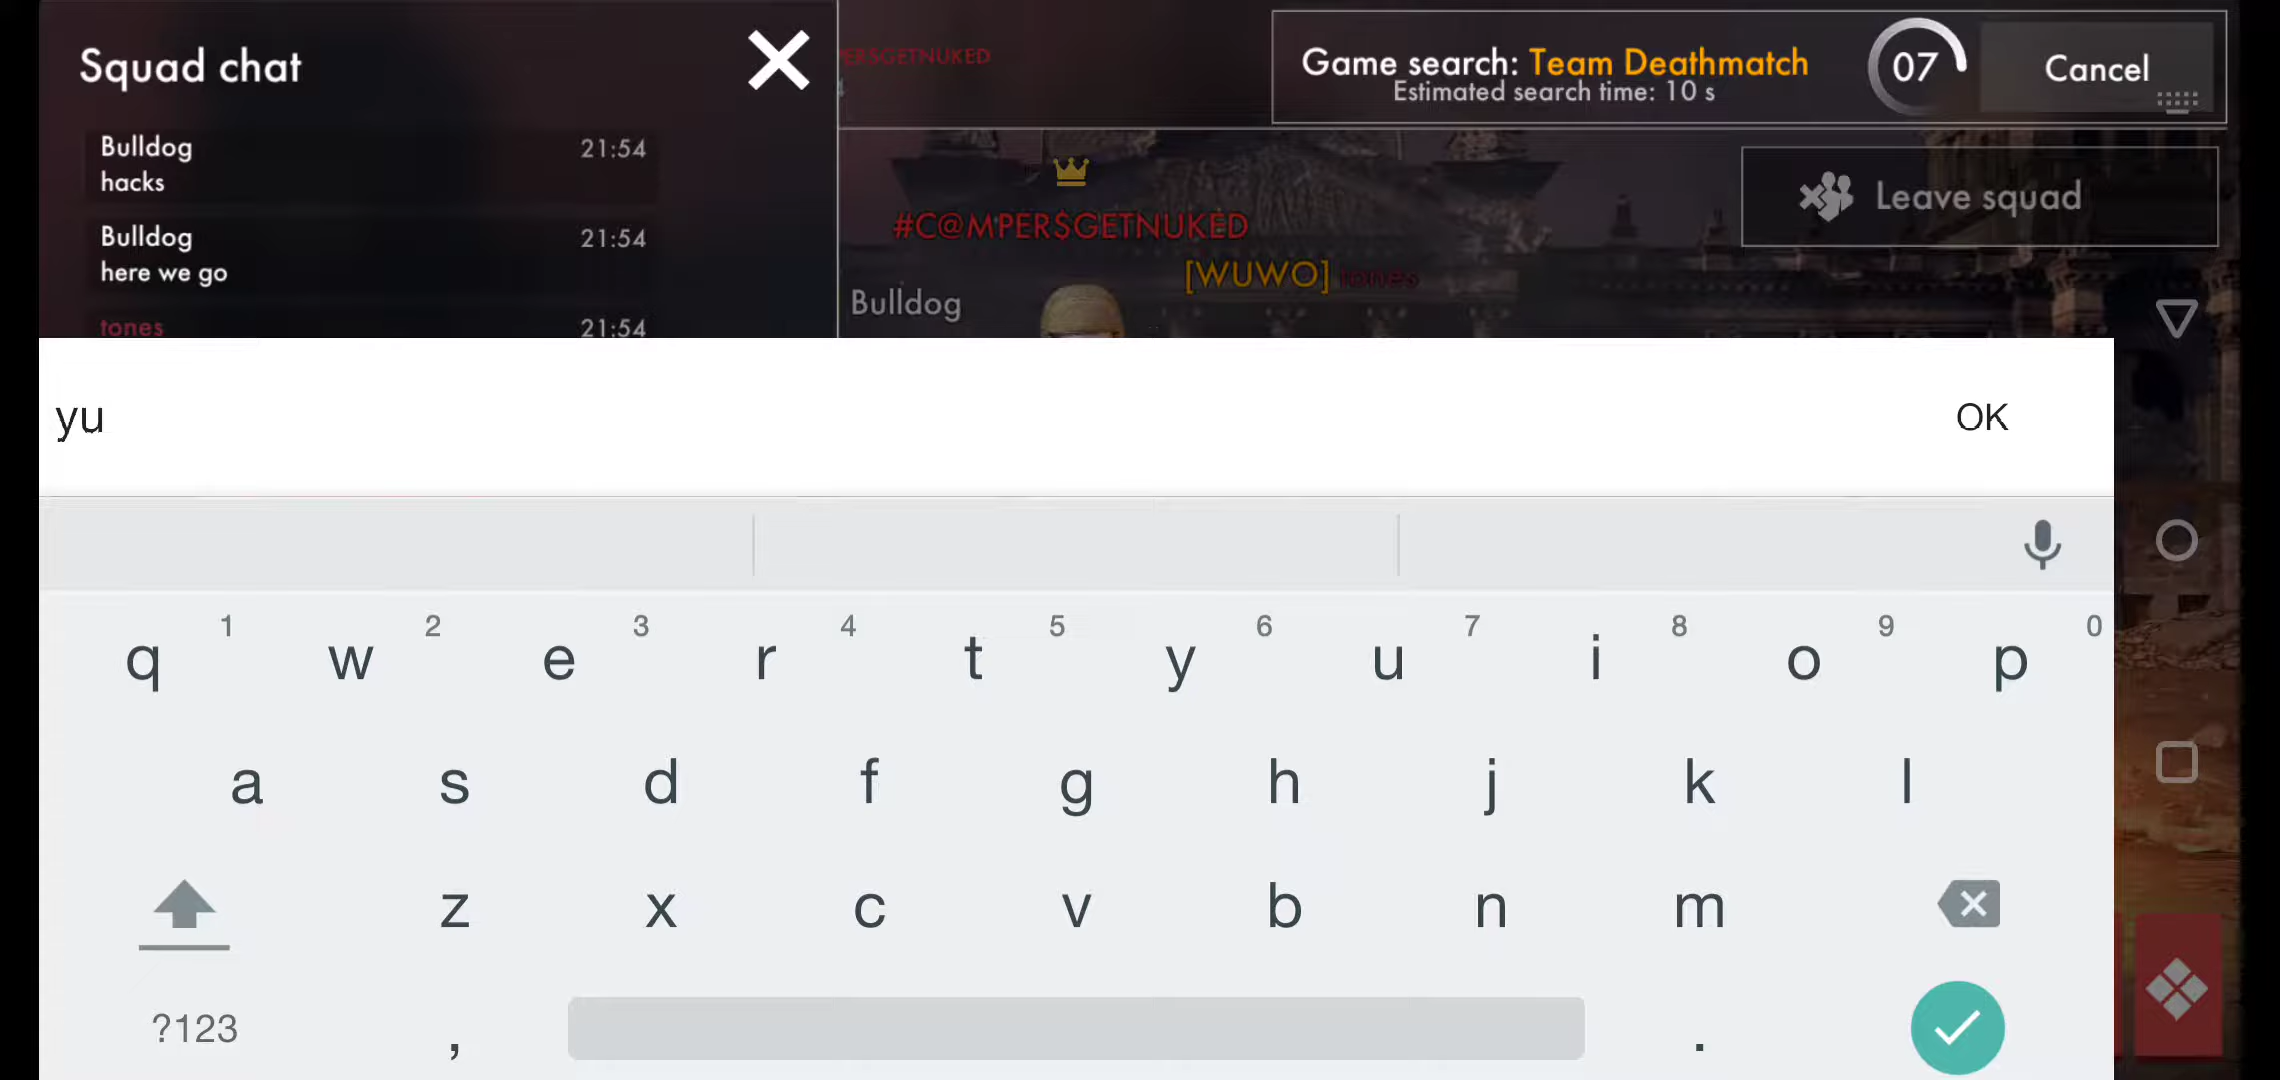 Squad chat
ERSGETNUKED
Game search: Team Deathmatch
Estimated search time: 10 s
07
Cancel
Bulldog 21:54
hacks
Leave squad
#C@MPER$GETNUKED
Bulldog 21:54
here we go
[WUWO] tones
Bulldog
tones 21:54
yu
OK
1 2 3 4 5 6 7 8 9 0
q w e r t y u i o p
a s d f g h j k l
z x c v b n m
?123 , .